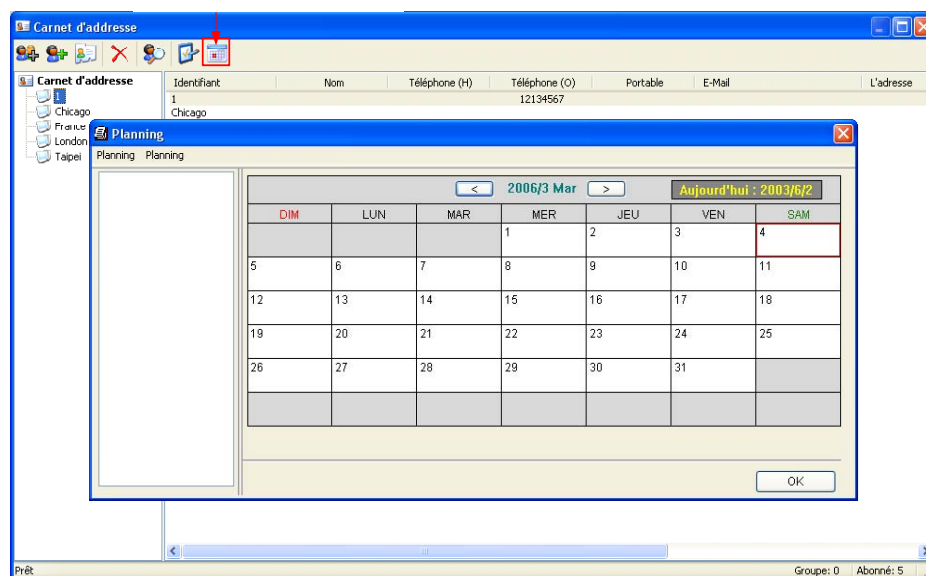 Carnet d'addresse
Carnet d'addresse
1
Chicago
France
London
Taipei
Identifiant Nom Téléphone (H) Téléphone (O) Portable E-Mail L'adresse
1 12134567
Chicago
Planning
Planning Planning
< 2006/3 Mar > Aujourd'hui : 2003/6/2
DIM LUN MAR MER JEU VEN SAM
1 2 3 4
5 6 7 8 9 10 11
12 13 14 15 16 17 18
19 20 21 22 23 24 25
26 27 28 29 30 31
OK
Prêt Groupe: 0 Abonné: 5